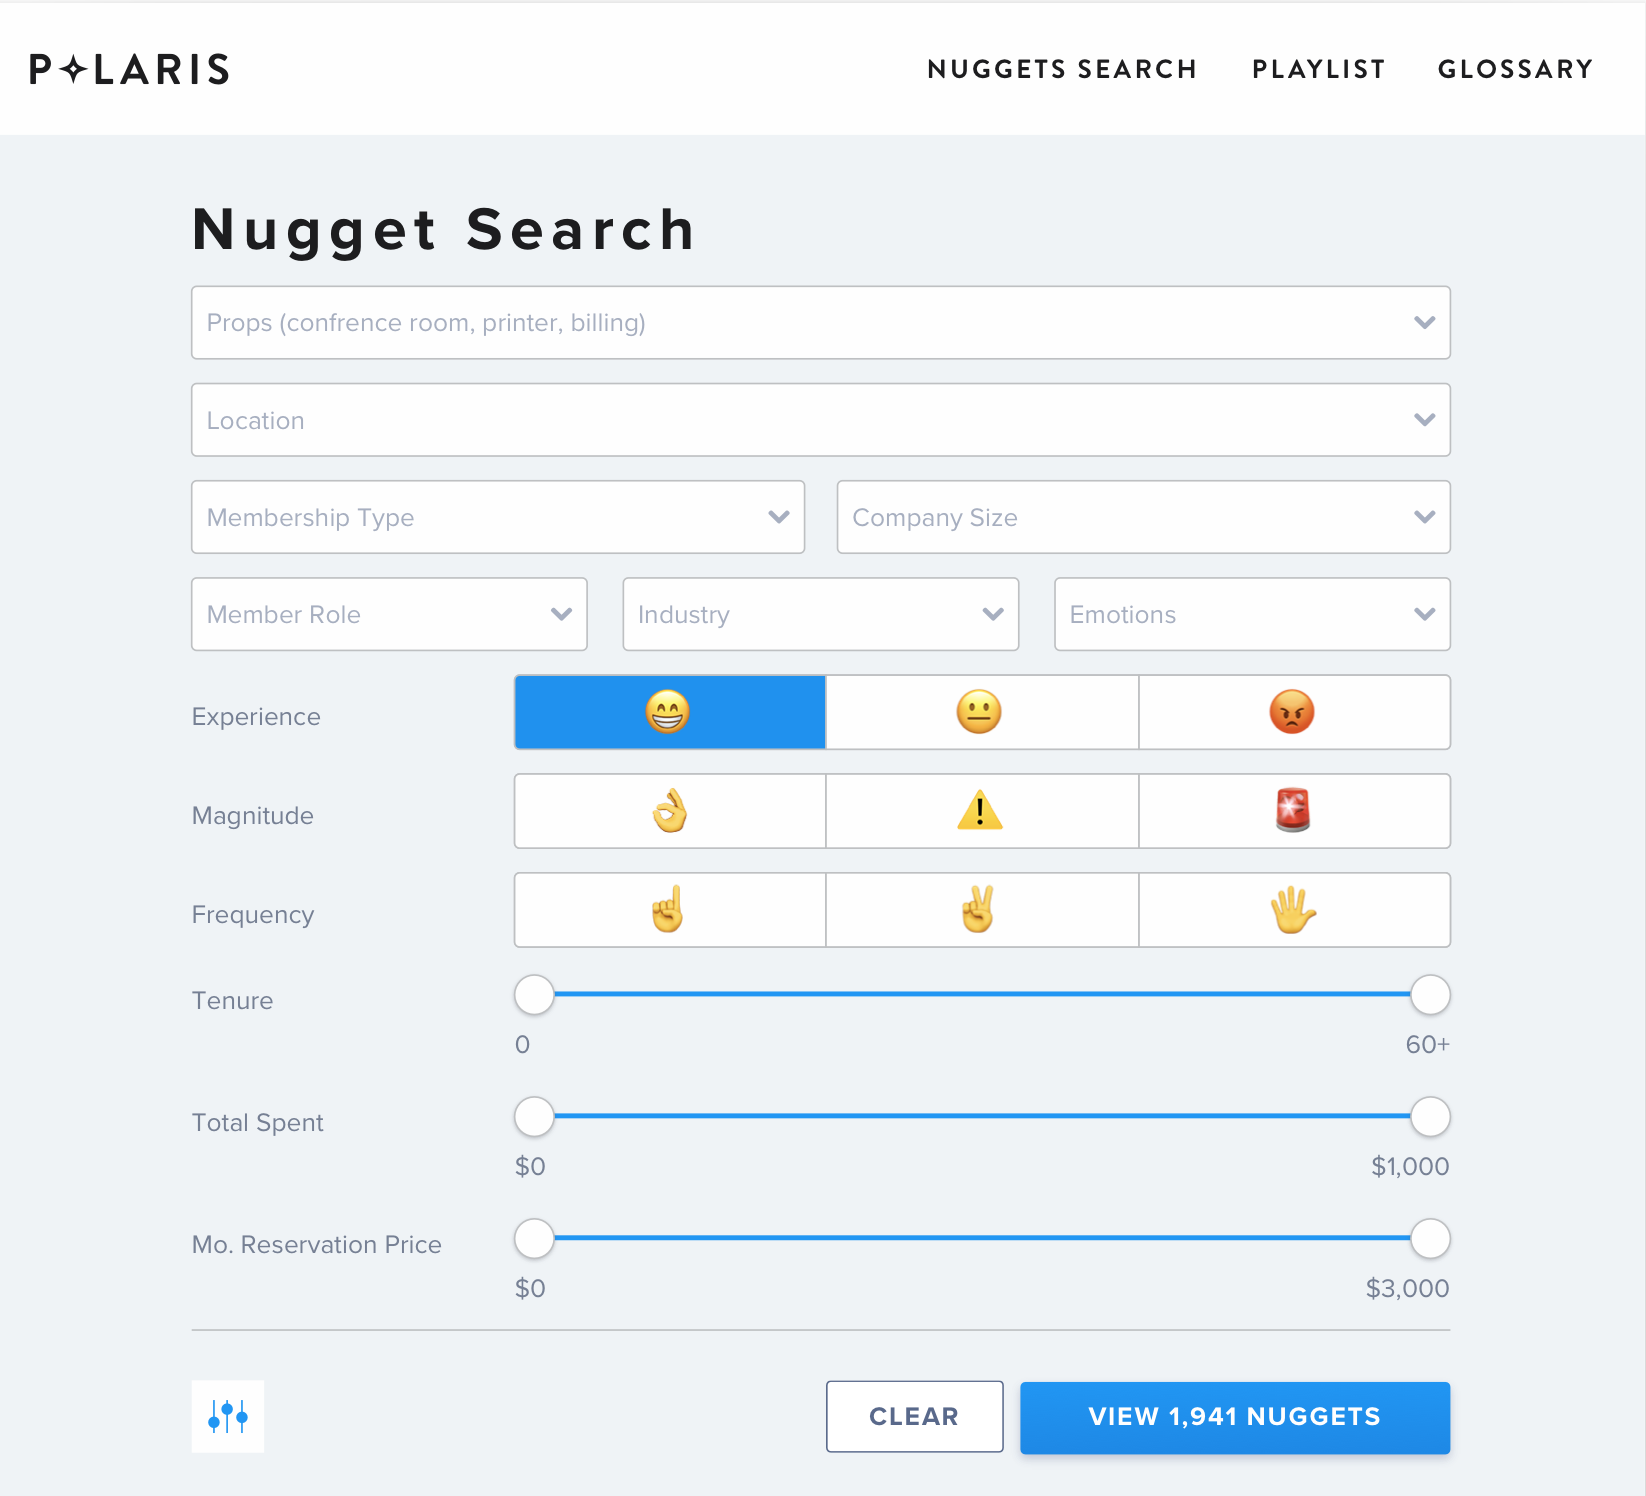 P✧LARIS
NUGGETS SEARCH PLAYLIST GLOSSARY
Nugget Search
Props (confrence room, printer, billing)
Location
Membership Type Company Size
Member Role Industry Emotions
Experience
Magnitude
Frequency
Tenure
0 60+
Total Spent
$0 $1,000
Mo. Reservation Price
$0 $3,000
CLEAR VIEW 1,941 NUGGETS